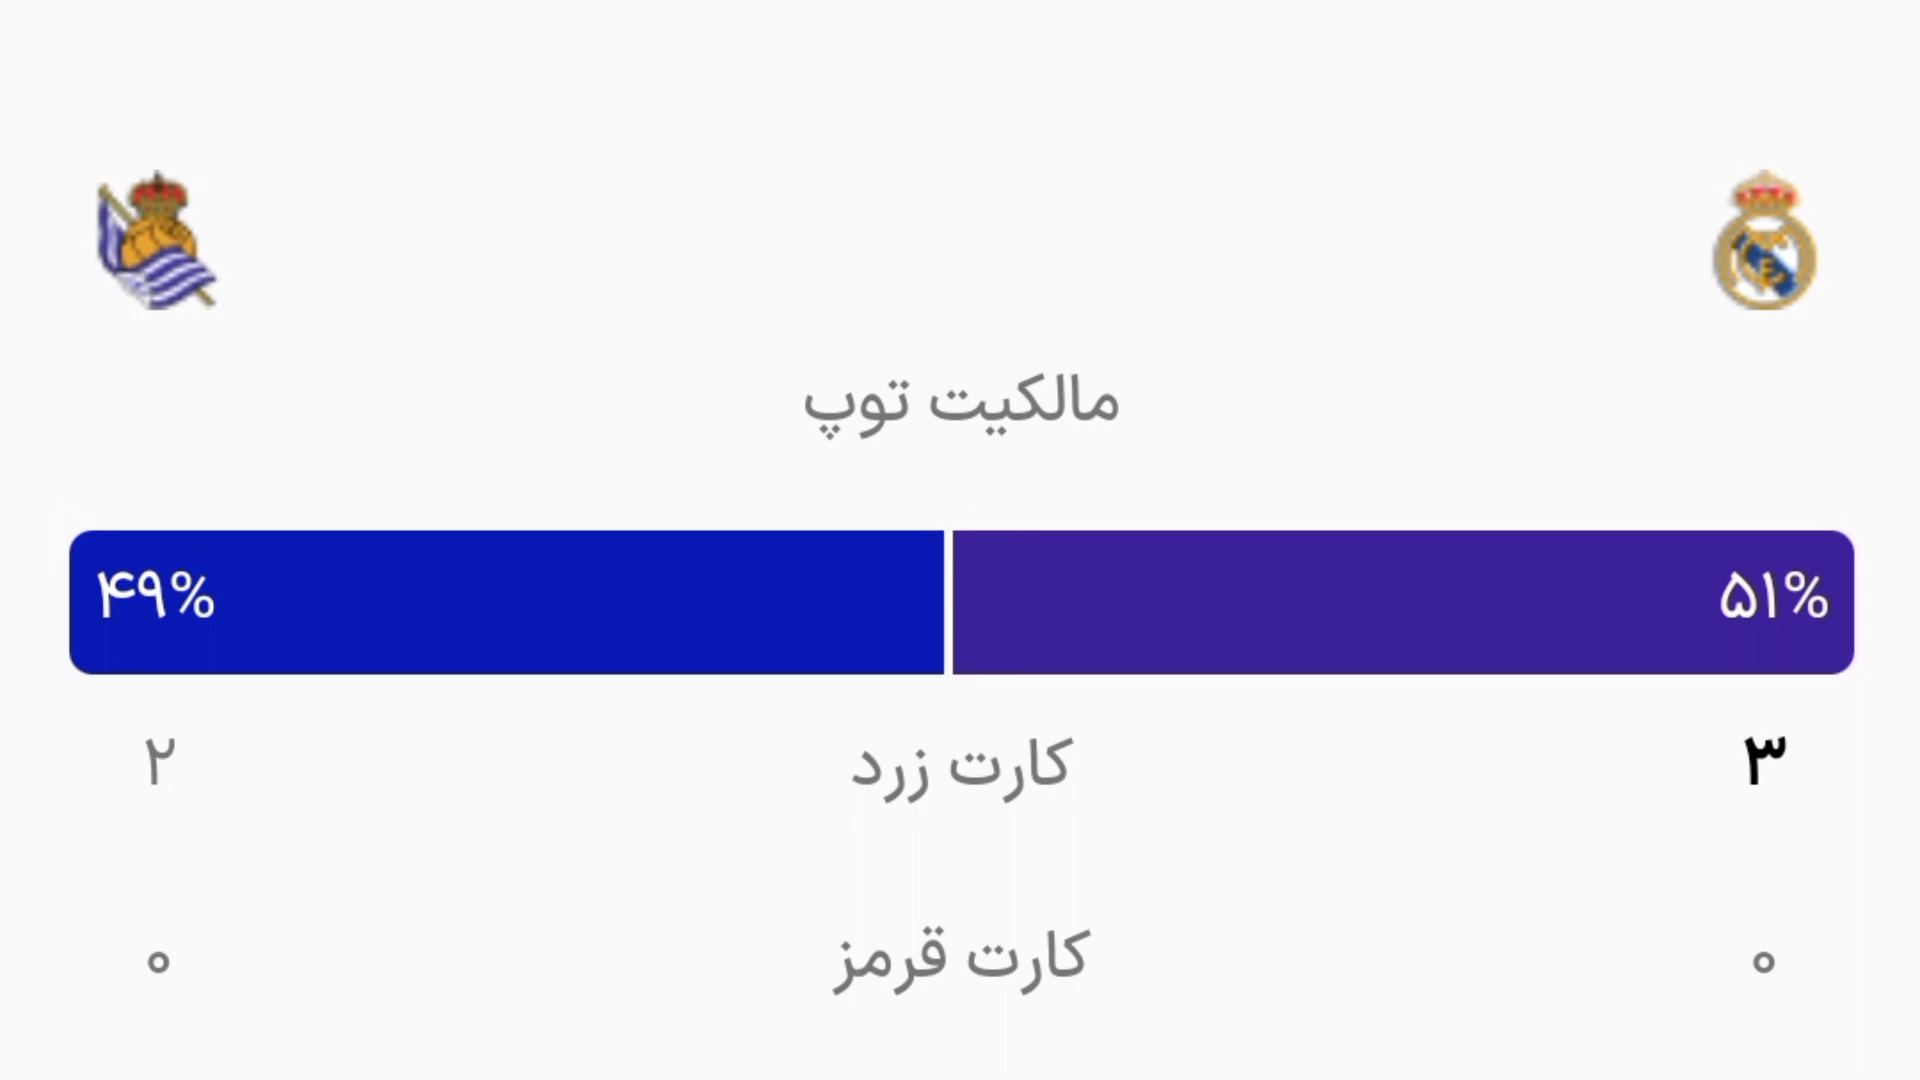 مالکیت توپ
۵۱% ۴۹%
۳ کارت زرد ۲
۰ کارت قرمز ۰